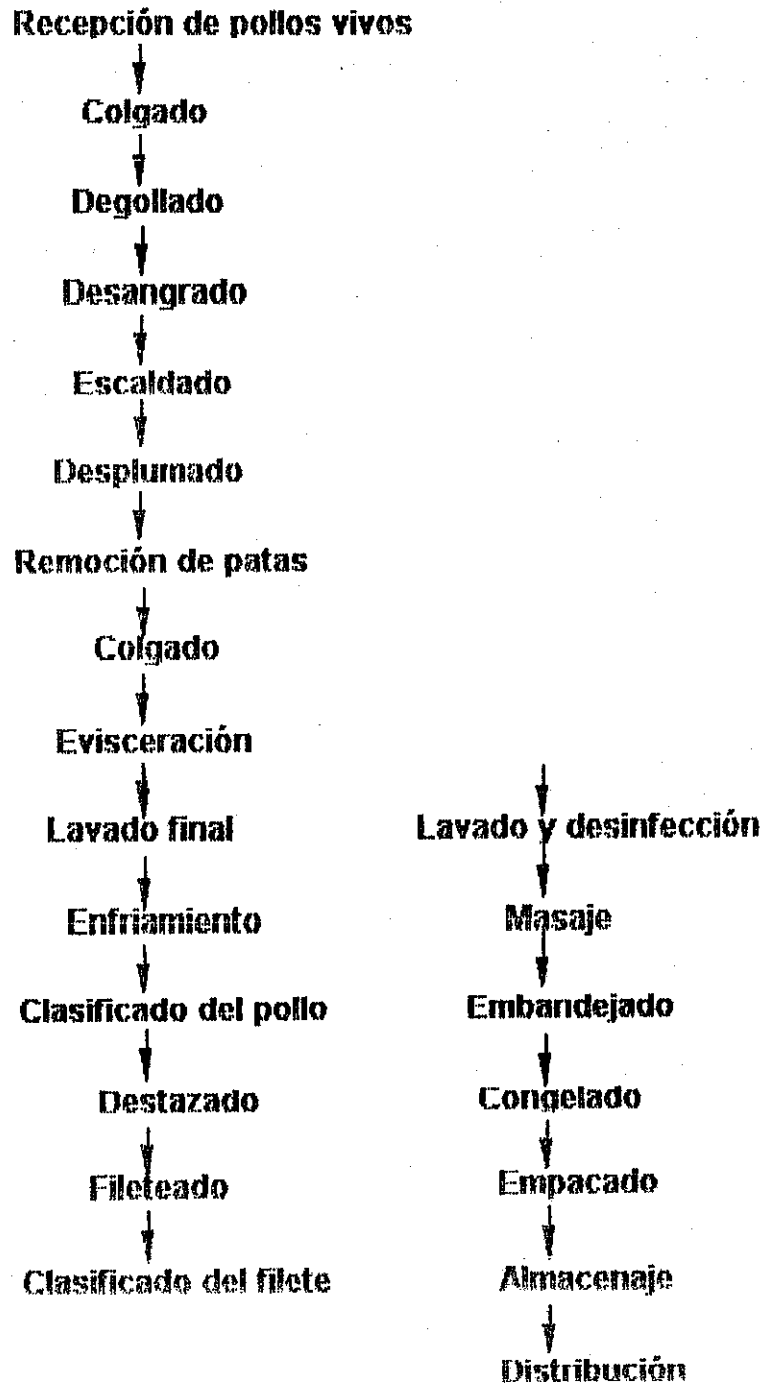 Recepción de pollos vivos
Colgado
Degollado
Desangrado
Escaldado
Desplumado
Remoción de patas
Colgado
Evisceración
Lavado final
Enfriamiento
Clasificado del pollo
Destazado
Fileteado
Clasificado del filete
Lavado y desinfección
Masaje
Embandejado
Congelado
Empacado
Almacenaje
Distribución